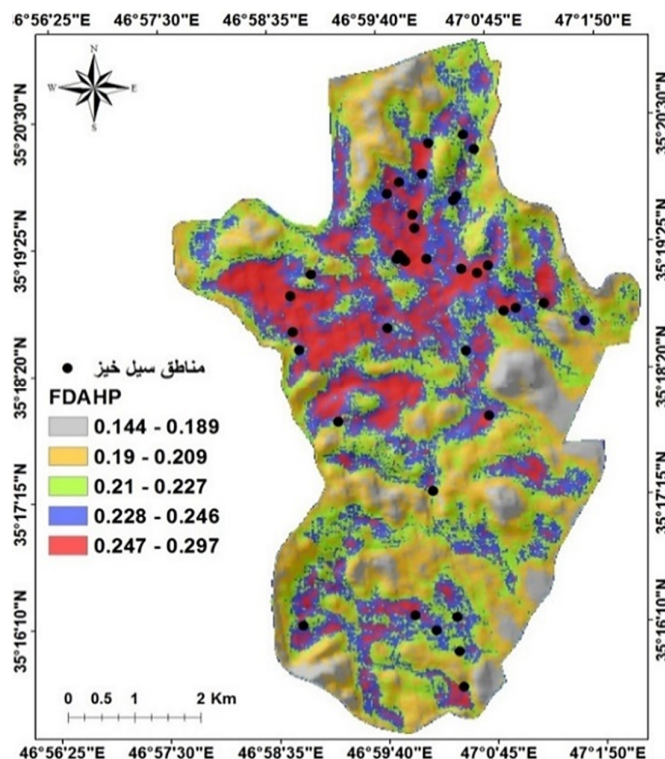 6°56'25"E 46°57'30"E 46°58'35"E 46°59'40"E 47°0'45"E 47°1'50"E
N
W E
S
35°20'30"N 35°20'30"N
35°19'25"N 35°19'25"N
35°18'20"N 35°18'20"N
35°17'15"N 35°17'15"N
35°16'10"N 35°16'10"N
مناطق سیل خیز
FDAHP
0.144 - 0.189
0.19 - 0.209
0.21 - 0.227
0.228 - 0.246
0.247 - 0.297
0 0.5 1 2 Km
46°56'25"E 46°57'30"E 46°58'35"E 46°59'40"E 47°0'45"E 47°1'50"E